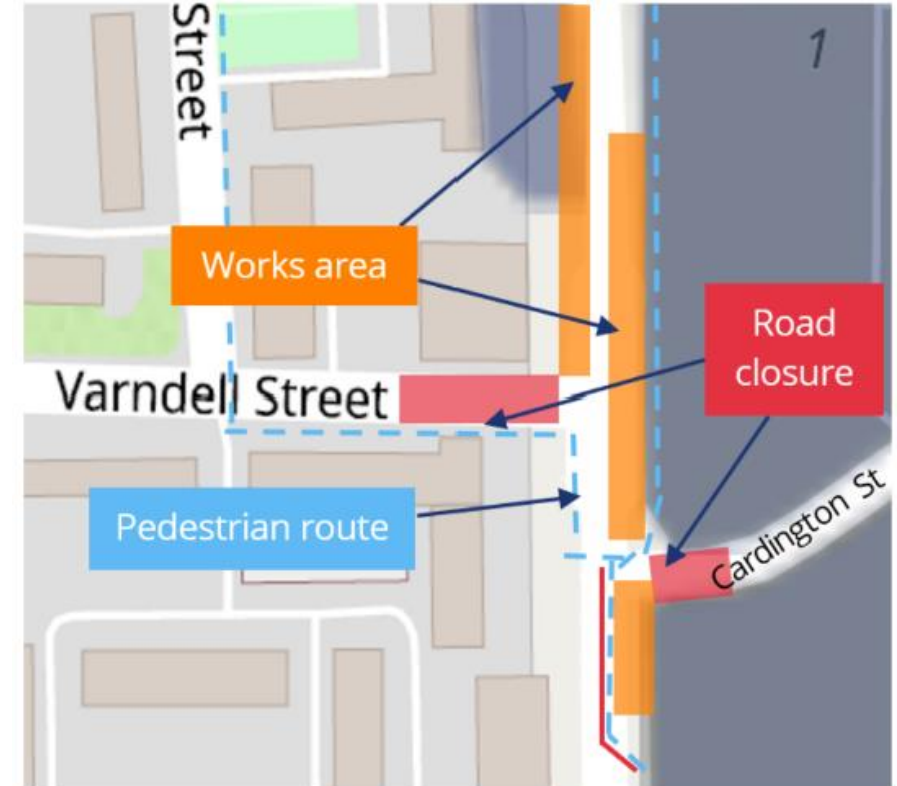 Street
1
Works area
Road
closure
Varndell Street
Pedestrian route
Cardington St